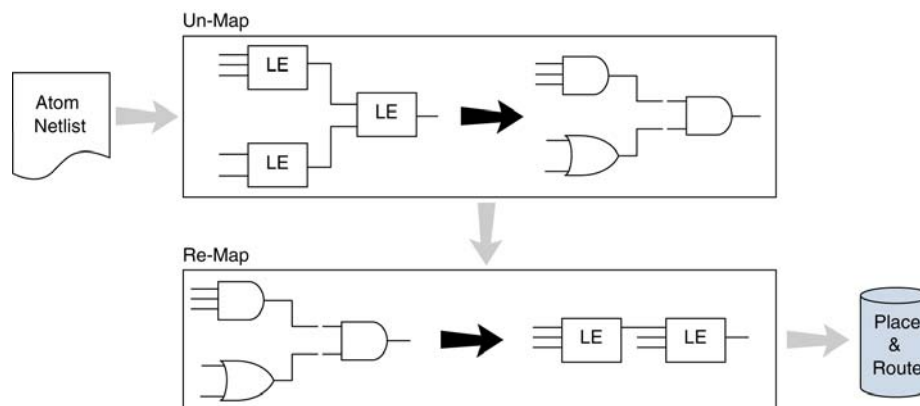 Un-Map
Atom
Netlist
LE
LE
LE
Re-Map
LE
LE
Place
&
Route